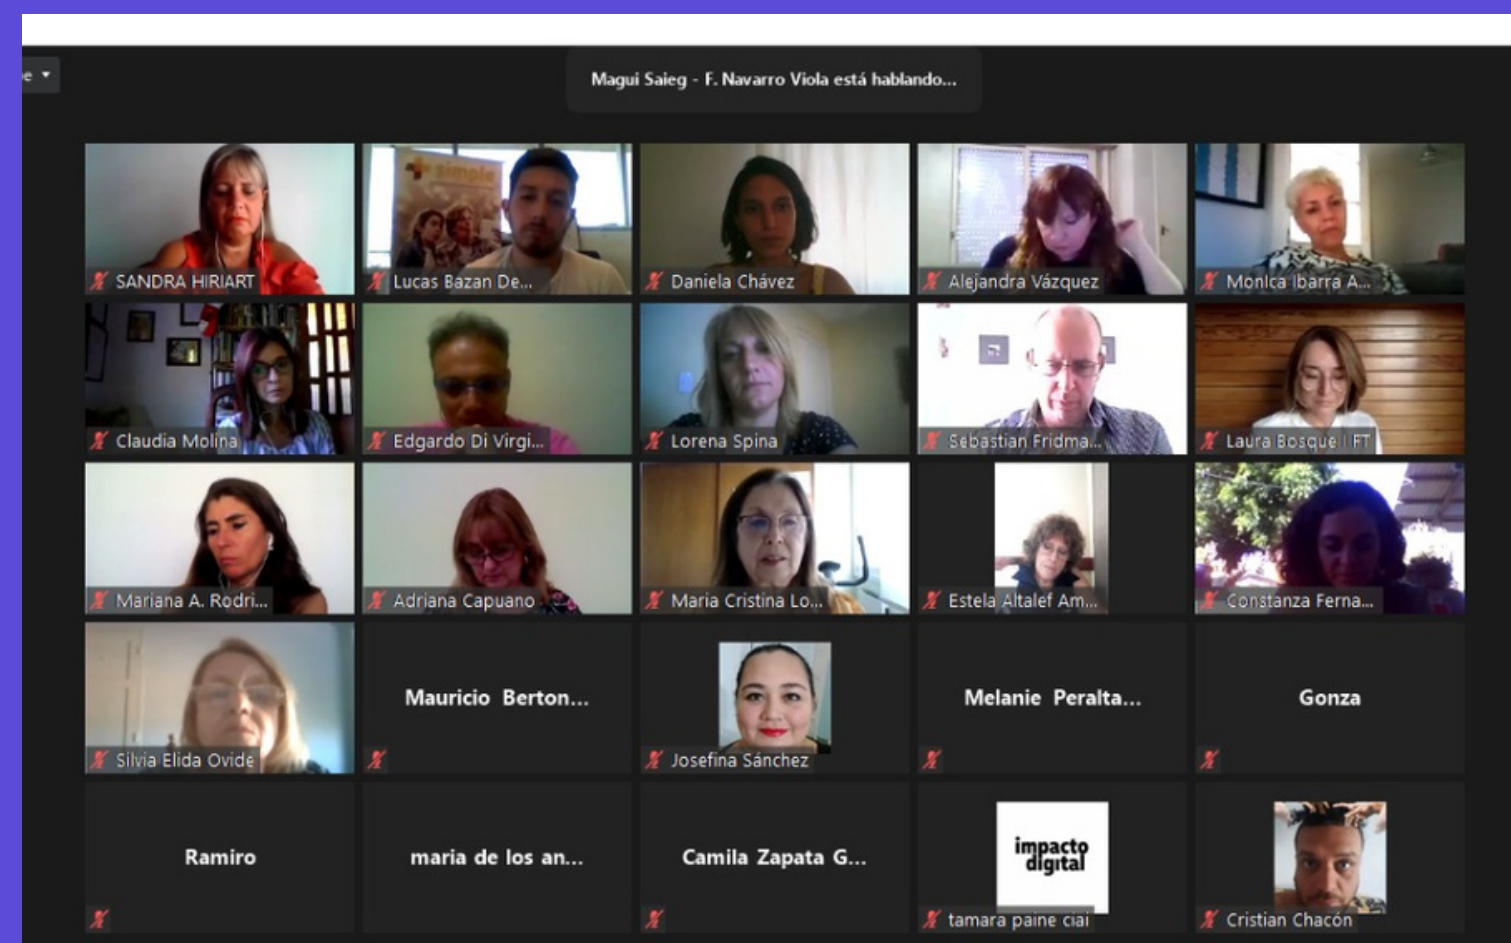 Magui Saieg - F. Navarro Viola está hablando...
simple
SANDRA HIRIART
Lucas Bazan De...
Daniela Chávez
Alejandra Vázquez
Monica Ibarra A...
Claudia Molina
Edgardo Di Virgi...
Lorena Spina
Sebastian Fridma...
Laura Bosque I FT
Mariana A. Rodri...
Adriana Capuano
Maria Cristina Lo...
Estela Altalef Am...
Constanza Ferna...
Silvia Elida Ovide
Mauricio Berton...
Josefina Sánchez
Melanie Peralta...
Gonza
Ramiro
maria de los an...
Camila Zapata G...
impacto
digital
tamara paine ciai
Cristian Chacón